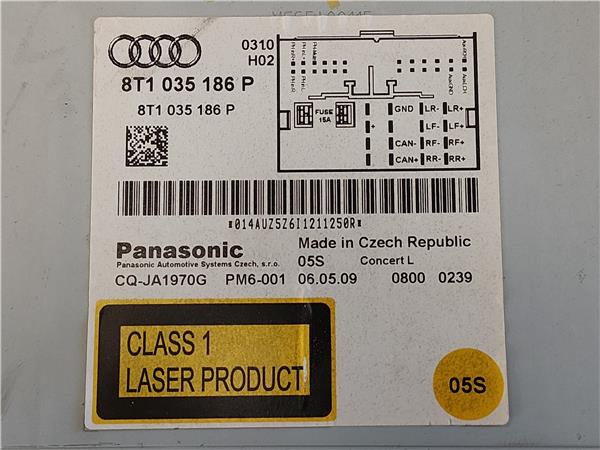 0310
H02
8T1 035 186 P
8T1 035 186 P
GND LR- LR+
FUSE
15A
+ LF- LF+
CAN- RF- RF+
CAN+ RR- RR+
*014AUZ5Z6I1211250R*
Panasonic
Panasonic Automotive Systems Czech, s.r.o.
Made in Czech Republic
05S Concert L
CQ-JA1970G PM6-001 06.05.09 0800 0239
CLASS 1
LASER PRODUCT
05S